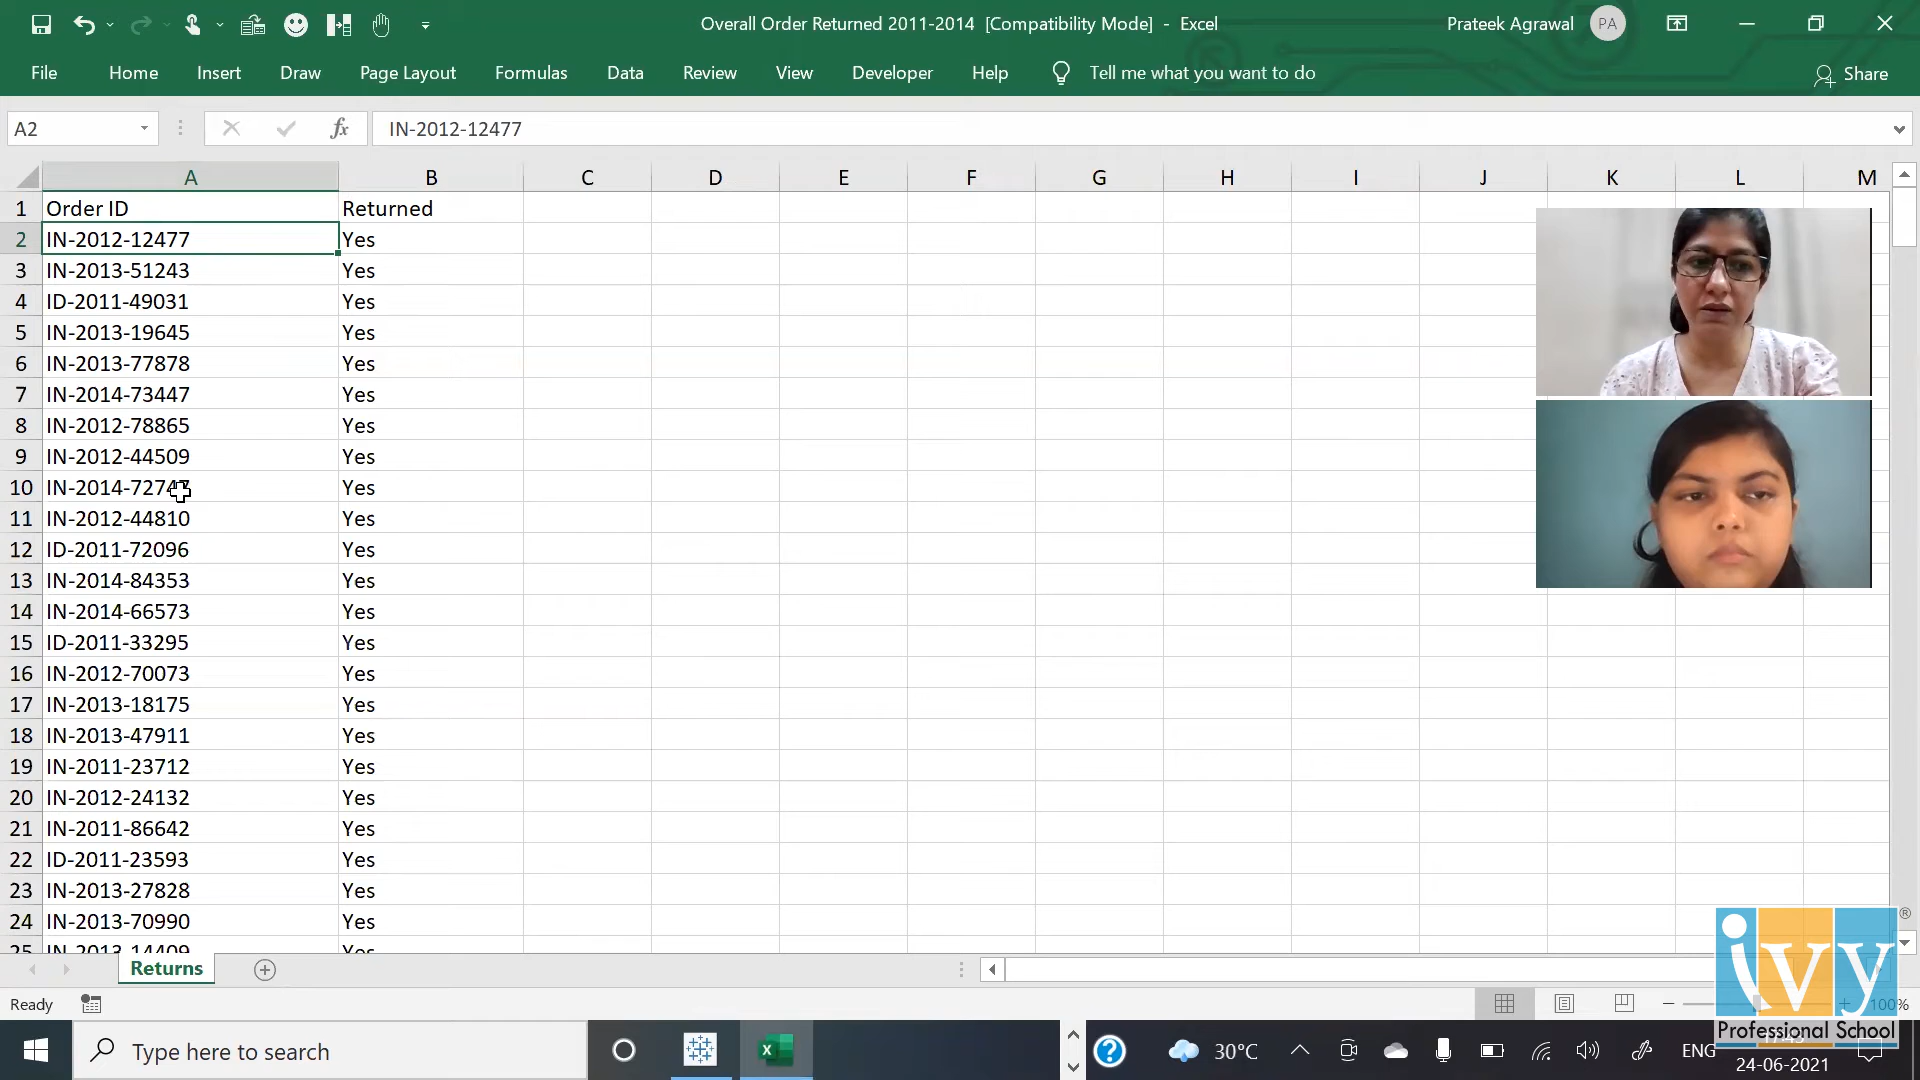 Overall Order Returned 2011-2014 [Compatibility Mode] - Excel
Prateek Agrawal
PA
File Home Insert Draw Page Layout Formulas Data Review View Developer Help Tell me what you want to do
Share
A2
fx
IN-2012-12477
A B C D E F G H I J K L M
1 Order ID Returned
2 IN-2012-12477 Yes
3 IN-2013-51243 Yes
4 ID-2011-49031 Yes
5 IN-2013-19645 Yes
6 IN-2013-77878 Yes
7 IN-2014-73447 Yes
8 IN-2012-78865 Yes
9 IN-2012-44509 Yes
10 Yes
11 IN-2012-44810 Yes
12 ID-2011-72096 Yes
13 IN-2014-84353 Yes
14 IN-2014-66573 Yes
15 ID-2011-33295 Yes
16 IN-2012-70073 Yes
17 IN-2013-18175 Yes
18 IN-2013-47911 Yes
19 IN-2011-23712 Yes
20 IN-2012-24132 Yes
21 IN-2011-86642 Yes
22 ID-2011-23593 Yes
23 IN-2013-27828 Yes
24 IN-2013-70990 Yes
25 IN-2013-14409 Yes
Returns
Ready
100%
ivy
®
Professional School
Type here to search
30°C
ENG
24-06-2021